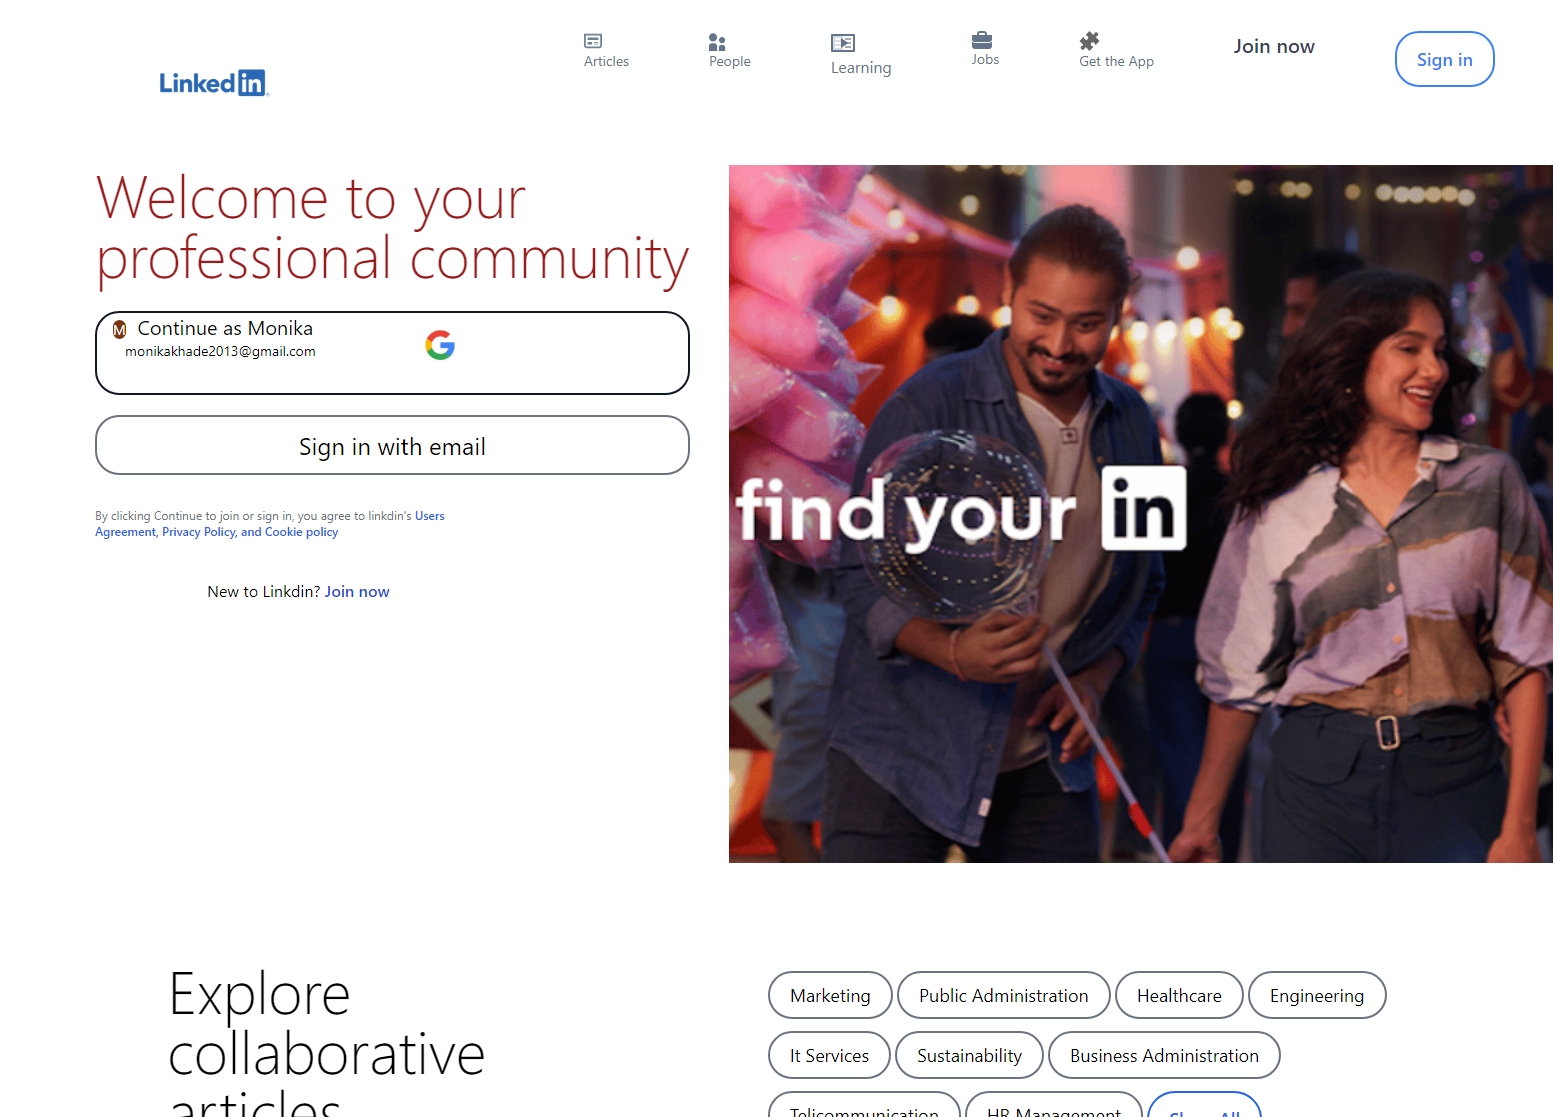 Linked in
Articles
People
Learning
Jobs
Get the App
Join now
Sign in
Welcome to your
professional community
M Continue as Monika
monikakhade2013@gmail.com
Sign in with email
By clicking Continue to join or sign in, you agree to linkdin's Users
Agreement, Privacy Policy, and Cookie policy
New to Linkdin? Join now
find your in
Explore
collaborative
articles
Marketing
Public Administration
Healthcare
Engineering
It Services
Sustainability
Business Administration
Telecommunication
HR Management
Show All